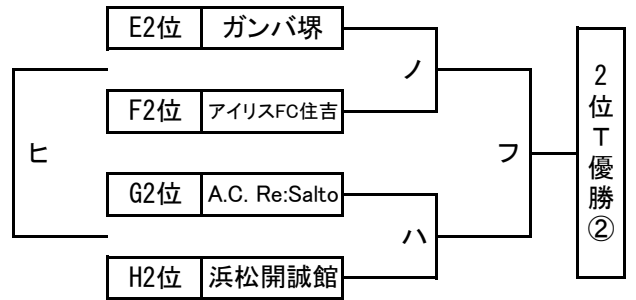 E2位 ガンバ堺
ノ
F2位 アイリスFC住吉
ヒ
フ
G2位 A.C. Re:Salto
ハ
H2位 浜松開誠館
2位T優勝②